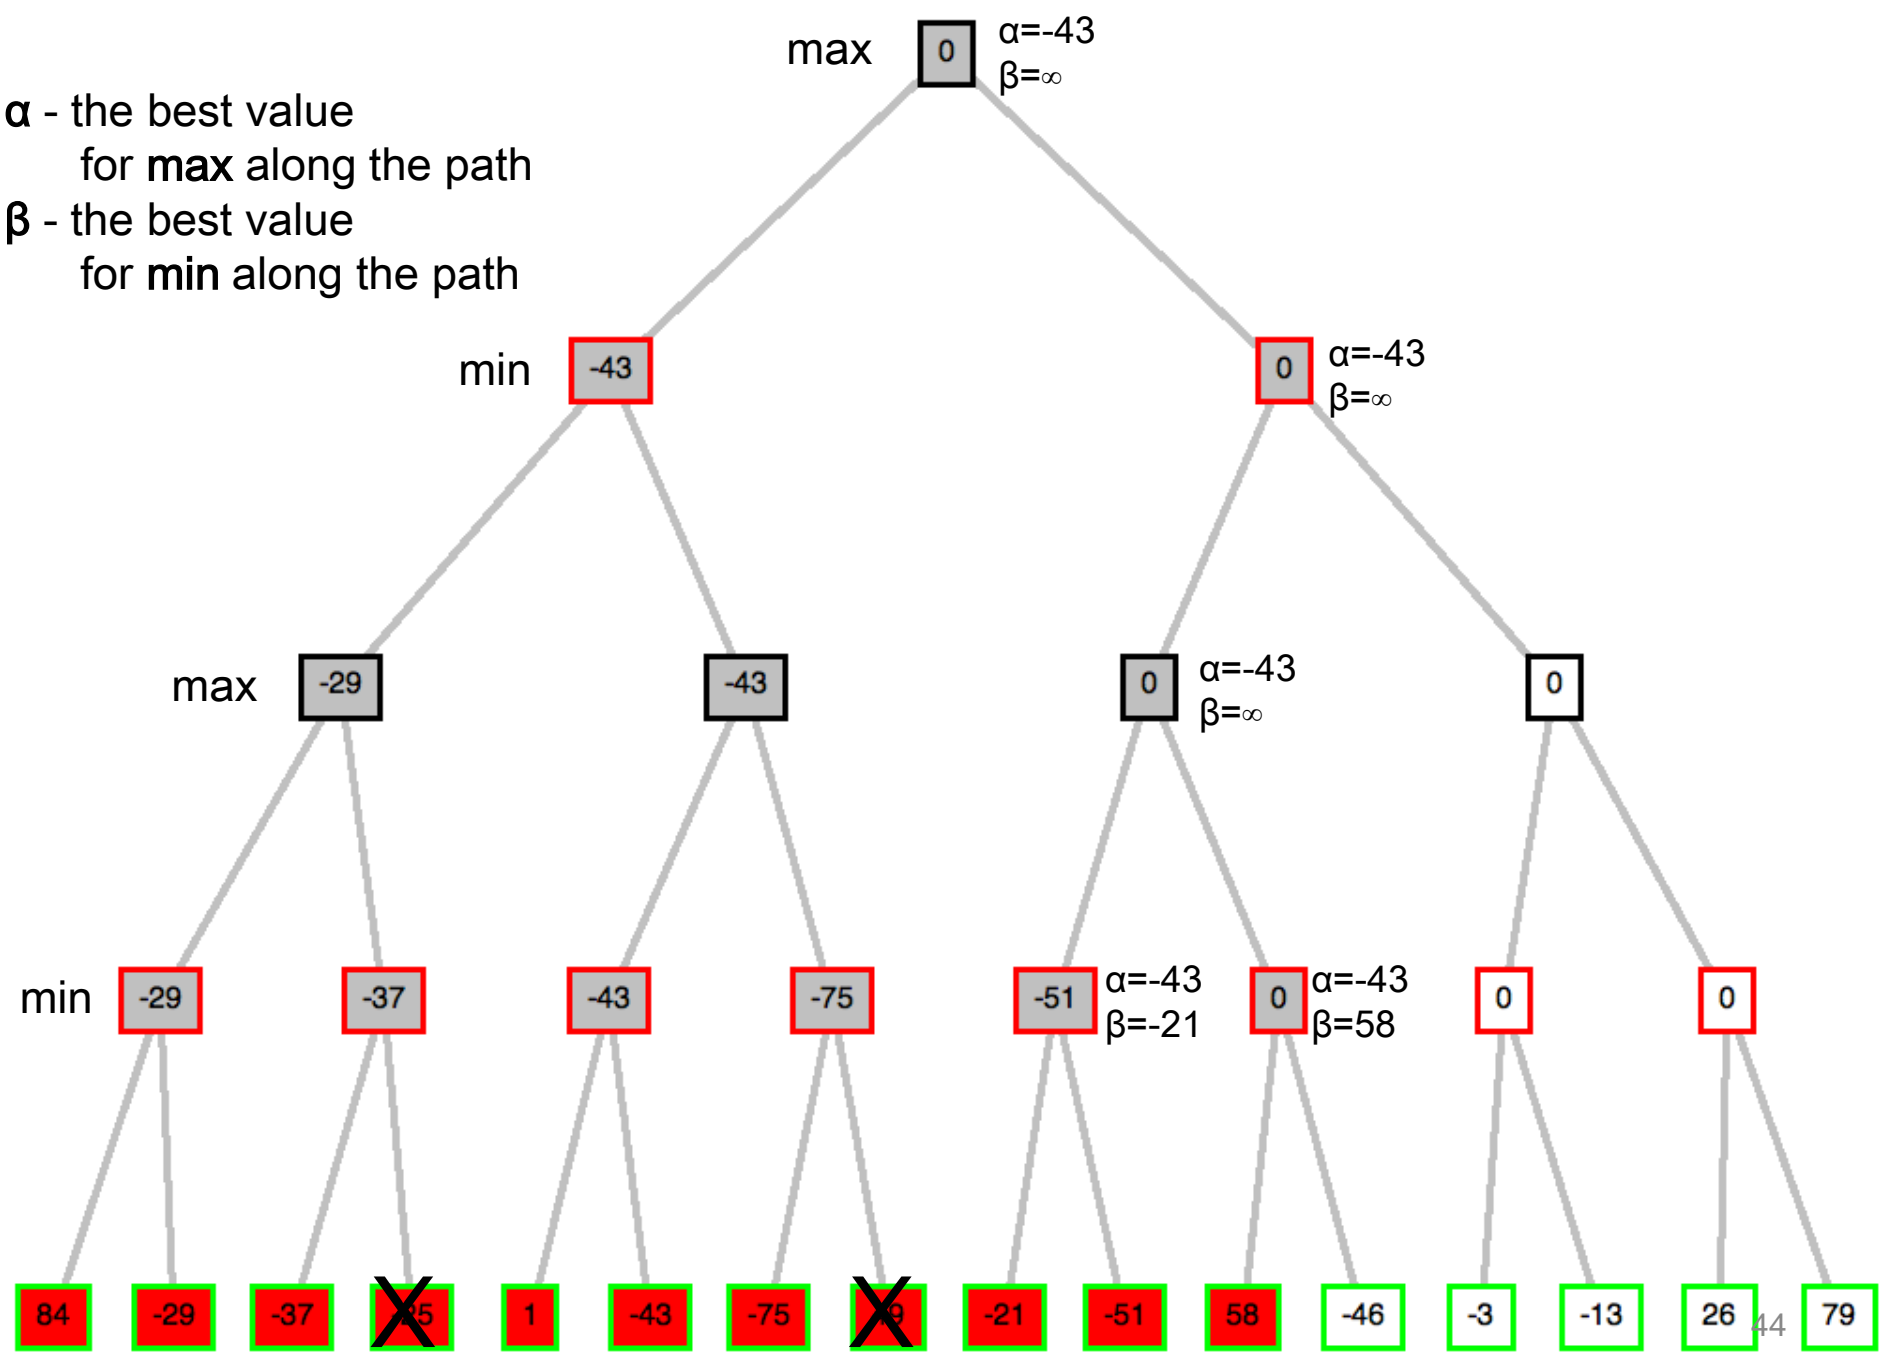 max 0 α=-43
β=∞
α - the best value
for max along the path
β - the best value
for min along the path
min -43 0 α=-43
β=∞
max -29 -43 0 α=-43
β=∞ 0
min -29 -37 -43 -75 -51 α=-43
β=-21
0 α=-43
β=58
0 0
84 -29 -37 1 -43 -75 -21 -51 58 -46 -3 -13 26 44 79